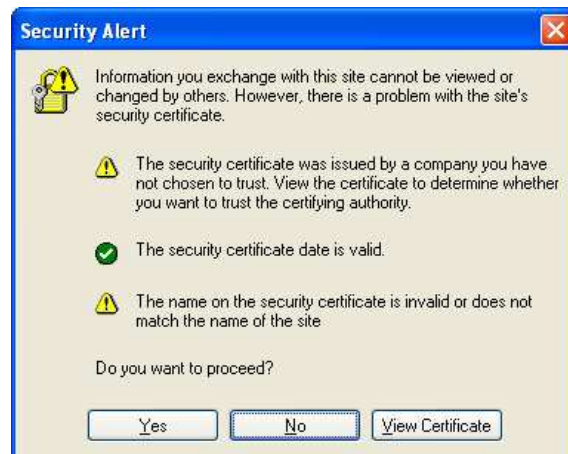 Security Alert
Information you exchange with this site cannot be viewed or
changed by others. However, there is a problem with the site's
security certificate.
The security certificate was issued by a company you have
not chosen to trust. View the certificate to determine whether
you want to trust the certifying authority.
The security certificate date is valid.
The name on the security certificate is invalid or does not
match the name of the site
Do you want to proceed?
Yes No View Certificate